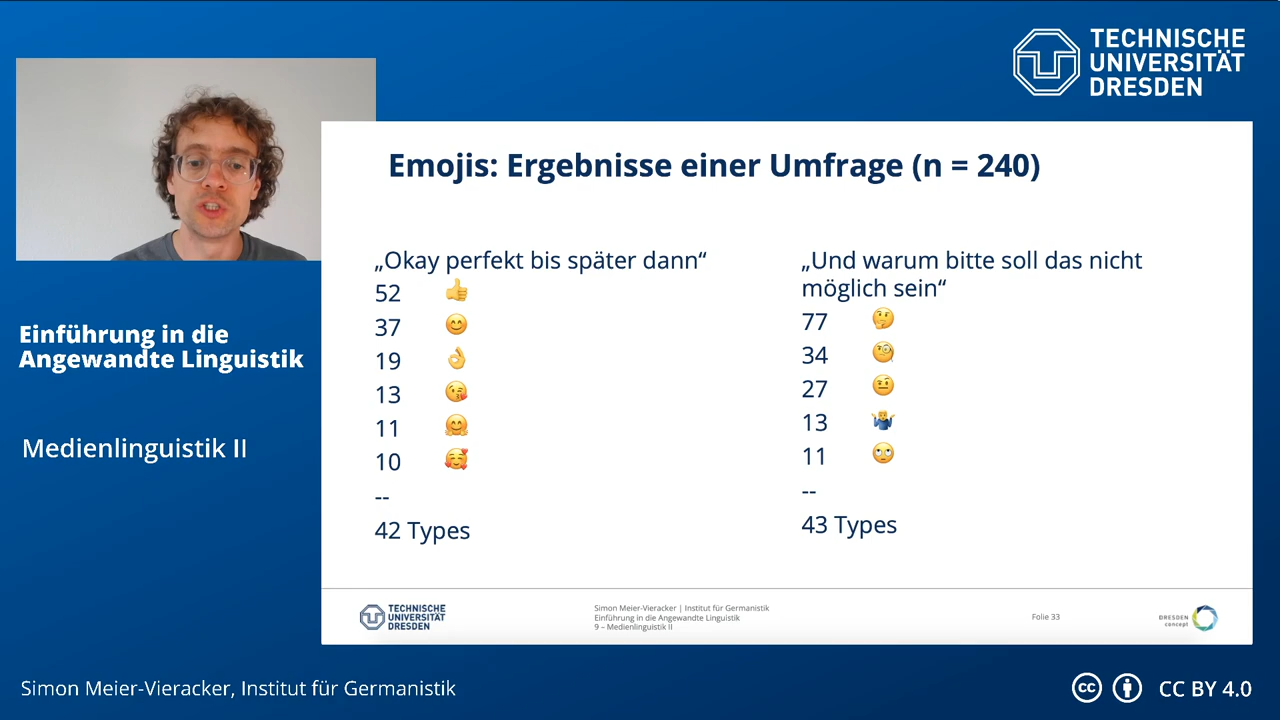 TECHNISCHE
UNIVERSITÄT
DRESDEN
Emojis: Ergebnisse einer Umfrage (n = 240)
„Okay perfekt bis später dann“
52 👍
37 😊
19 👌
13 😘
11 🤗
10 🥰
--
42 Types
„Und warum bitte soll das nicht
möglich sein“
77 🤔
34 🧐
27 🤨
13 🤷‍♂️
11 🙄
--
43 Types
Einführung in die
Angewandte Linguistik
Medienlinguistik II
TECHNISCHE
UNIVERSITÄT
DRESDEN
Simon Meier-Vieracker | Institut für Germanistik
Einführung in die Angewandte Linguistik
9 – Medienlinguistik II
Folie 33
DRESDEN
concept
Simon Meier-Vieracker, Institut für Germanistik
cc
CC BY 4.0